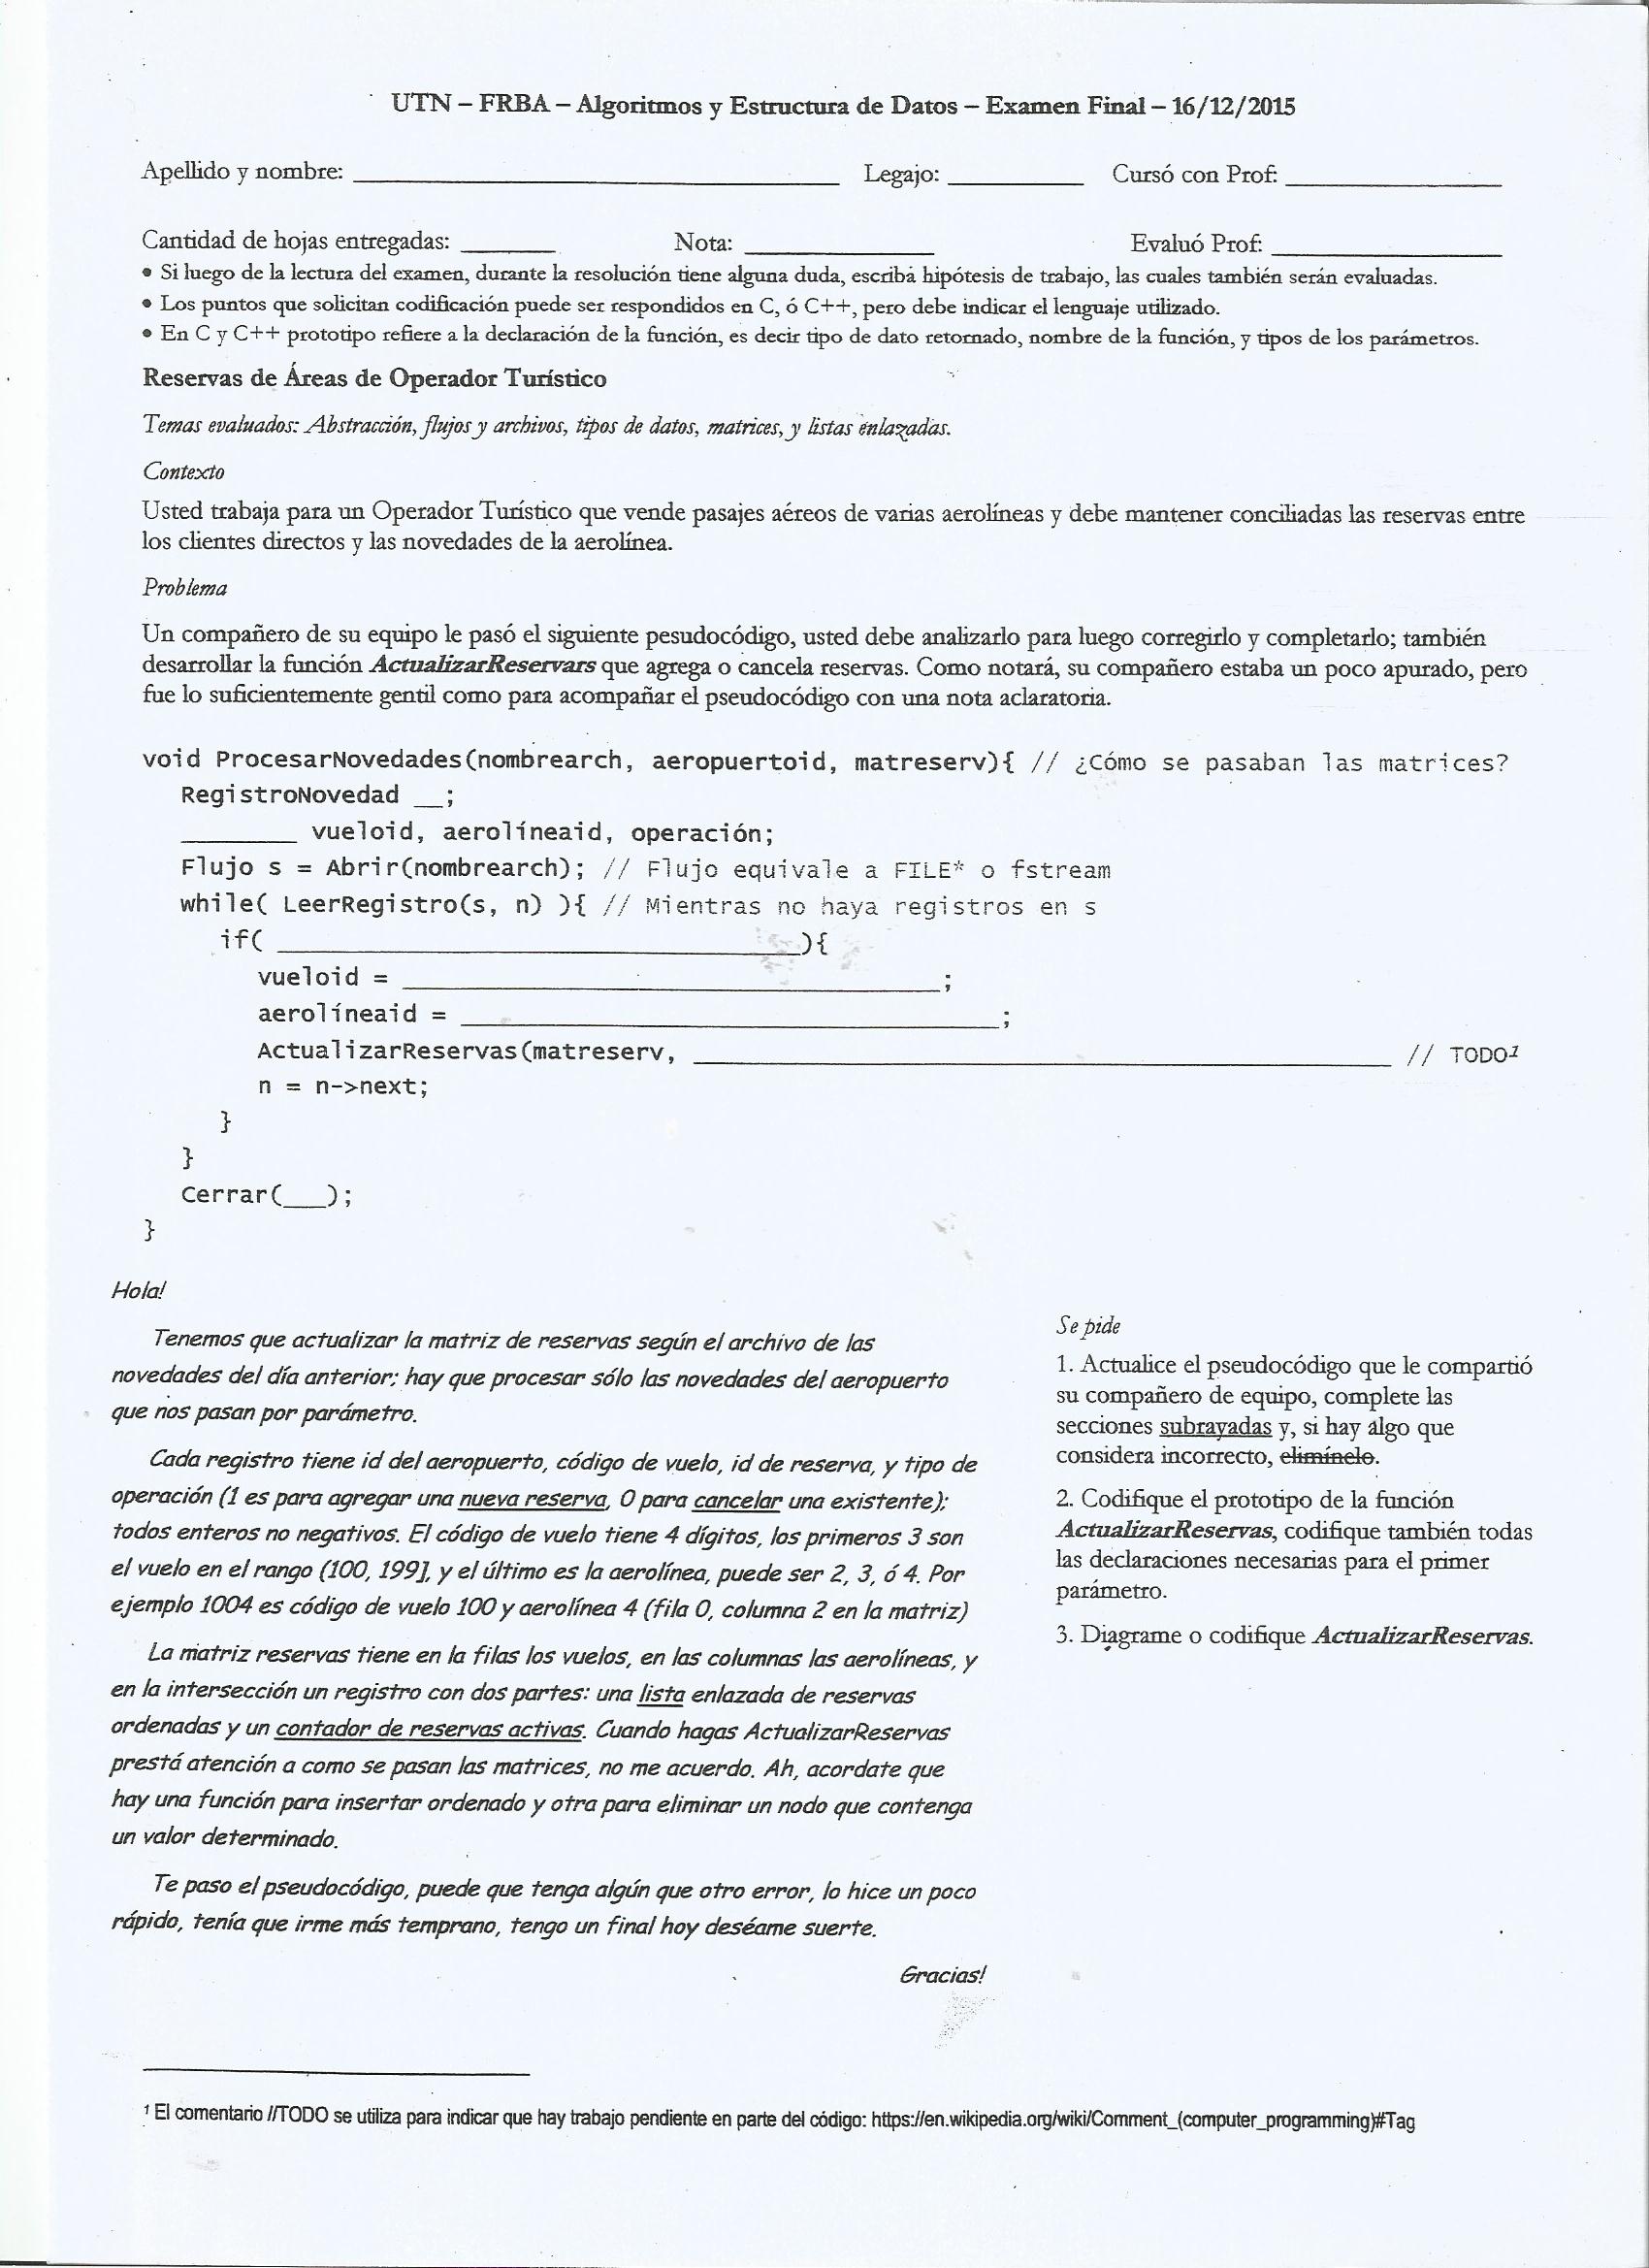 UTN – FRBA – Algoritmos y Estructura de Datos – Examen Final – 16/12/2015
Apellido y nombre: ______________________ Legajo: __________ Cursó con Prof: ______________
Cantidad de hojas entregadas: _______ Nota: ____________ Evaluó Prof: ______________
• Si luego de la lectura del examen, durante la resolución tiene alguna duda, escriba hipótesis de trabajo, las cuales también serán evaluadas.
• Los puntos que solicitan codificación puede ser respondidos en C, ó C++, pero debe indicar el lenguaje utilizado.
• En C y C++ prototipo refiere a la declaración de la función, es decir tipo de dato retornado, nombre de la función, y tipos de los parámetros.
Reservas de Áreas de Operador Turístico
Temas evaluados: Abstracción, flujos y archivos, tipos de datos, matrices, y listas enlazadas.
Contexto
Usted trabaja para un Operador Turístico que vende pasajes aéreos de varias aerolíneas y debe mantener conciliadas las reservas entre
los clientes directos y las novedades de la aerolínea.
Problema
Un compañero de su equipo le pasó el siguiente pesudocódigo, usted debe analizarlo para luego corregirlo y completarlo; también
desarrollar la función ActualizarReservars que agrega o cancela reservas. Como notará, su compañero estaba un poco apurado, pero
fue lo suficientemente gentil como para acompañar el pseudocódigo con una nota aclaratoria.
void ProcesarNovedades(nombrearch, aeropuertoid, matreserv){ // ¿Cómo se pasaban las matrices?
RegistroNovedad __;
________ vueloid, aerolíneaid, operación;
Flujo s = Abrir(nombrearch); // Flujo equivale a FILE* o fstream
while( LeerRegistro(s, n) ){ // Mientras no haya registros en s
if( ______________________________){
vueloid = ______________________________;
aerolíneaid = ______________________________;
ActualizarReservas(matreserv, ________________________________________ // TODO¹
n = n->next;
}
}
Cerrar(___);
}
Hola!
Tenemos que actualizar la matriz de reservas según el archivo de las
novedades del día anterior; hay que procesar sólo las novedades del aeropuerto
que nos pasan por parámetro.
Cada registro tiene id del aeropuerto, código de vuelo, id de reserva, y tipo de
operación (1 es para agregar una nueva reserva, 0 para cancelar una existente);
todos enteros no negativos. El código de vuelo tiene 4 dígitos, los primeros 3 son
el vuelo en el rango (100, 199], y el último es la aerolínea, puede ser 2, 3, ó 4. Por
ejemplo 1004 es código de vuelo 100 y aerolínea 4 (fila 0, columna 2 en la matriz)
La matriz reservas tiene en la filas los vuelos, en las columnas las aerolíneas, y
en la intersección un registro con dos partes: una lista enlazada de reservas
ordenadas y un contador de reservas activas. Cuando hagas ActualizarReservas
prestá atención a como se pasan las matrices, no me acuerdo. Ah, acordate que
hay una función para insertar ordenado y otra para eliminar un nodo que contenga
un valor determinado.
Te paso el pseudocódigo, puede que tenga algún que otro error, lo hice un poco
rápido, tenía que irme más temprano, tengo un final hoy deséame suerte.
Gracias!
Se pide
1. Actualice el pseudocódigo que le compartió
su compañero de equipo, complete las
secciones subrayadas y, si hay algo que
considera incorrecto, elimínelo.
2. Codifique el prototipo de la función
ActualizarReservas, codifique también todas
las declaraciones necesarias para el primer
parámetro.
3. Diagrame o codifique ActualizarReservas.
¹ El comentario //TODO se utiliza para indicar que hay trabajo pendiente en parte del código: https://en.wikipedia.org/wiki/Comment_(computer_programming)#Tag